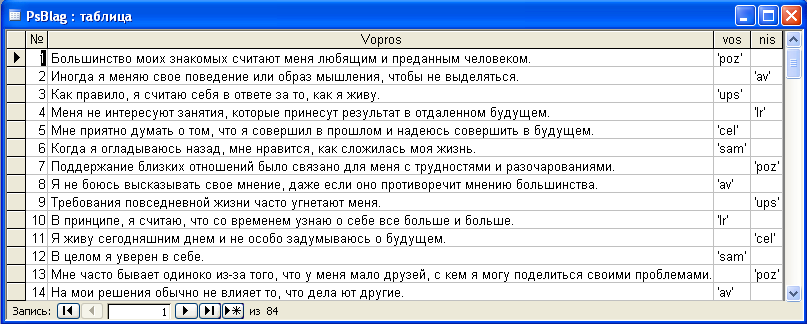 PsBlag : таблица
№ Vopros vos nis
1 Большинство моих знакомых считают меня любящим и преданным человеком. 'poz'
2 Иногда я меняю свое поведение или образ мышления, чтобы не выделяться. 'av'
3 Как правило, я считаю себя в ответе за то, как я живу. 'ups'
4 Меня не интересуют занятия, которые принесут результат в отдаленном будущем. 'lr'
5 Мне приятно думать о том, что я совершил в прошлом и надеюсь совершить в будущем. 'cel'
6 Когда я оглядываюсь назад, мне нравится, как сложилась моя жизнь. 'sam'
7 Поддержание близких отношений было связано для меня с трудностями и разочарованиями. 'poz'
8 Я не боюсь высказывать свое мнение, даже если оно противоречит мнению большинства. 'av'
9 Требования повседневной жизни часто угнетают меня. 'ups'
10 В принципе, я считаю, что со временем узнаю о себе все больше и больше. 'lr'
11 Я живу сегодняшним днем и не особо задумываюсь о будущем. 'cel'
12 В целом я уверен в себе. 'sam'
13 Мне часто бывает одиноко из-за того, что у меня мало друзей, с кем я могу поделиться своими проблемами. 'poz'
14 На мои решения обычно не влияет то, что дела ют другие. 'av'
Запись: 1 из 84